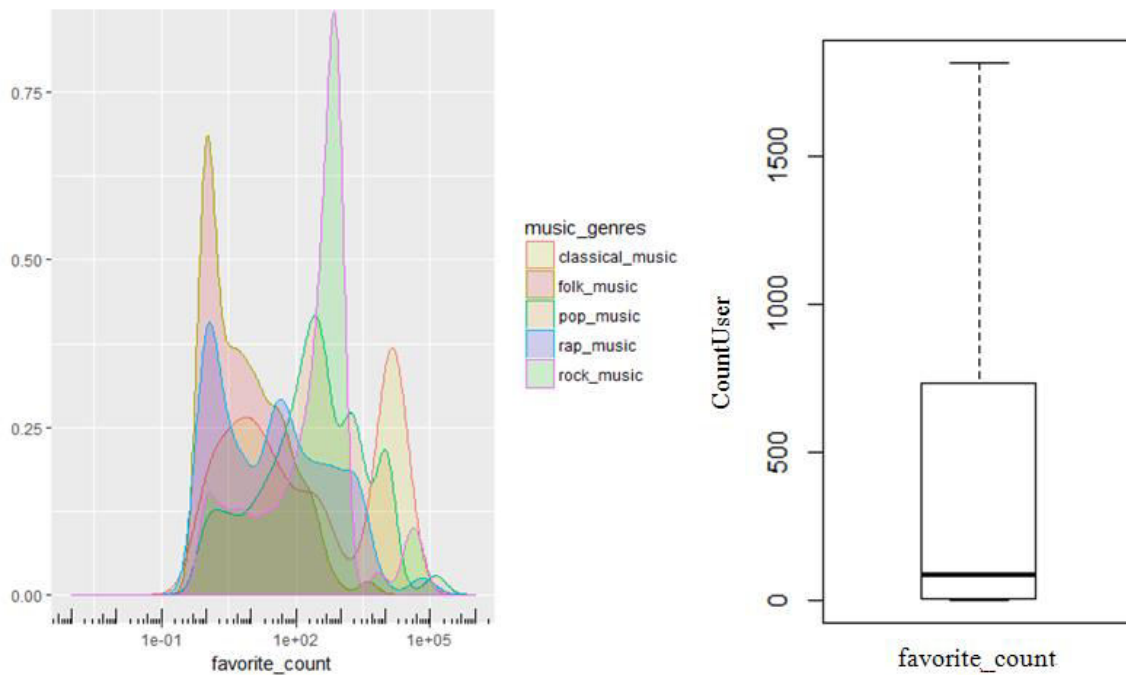 0.75
0.50
0.25
0.00
1e-01 1e+02 1e+05
favorite_count
music_genres
classical_music
folk_music
pop_music
rap_music
rock_music
CountUser
1500
1000
500
0
favorite_count